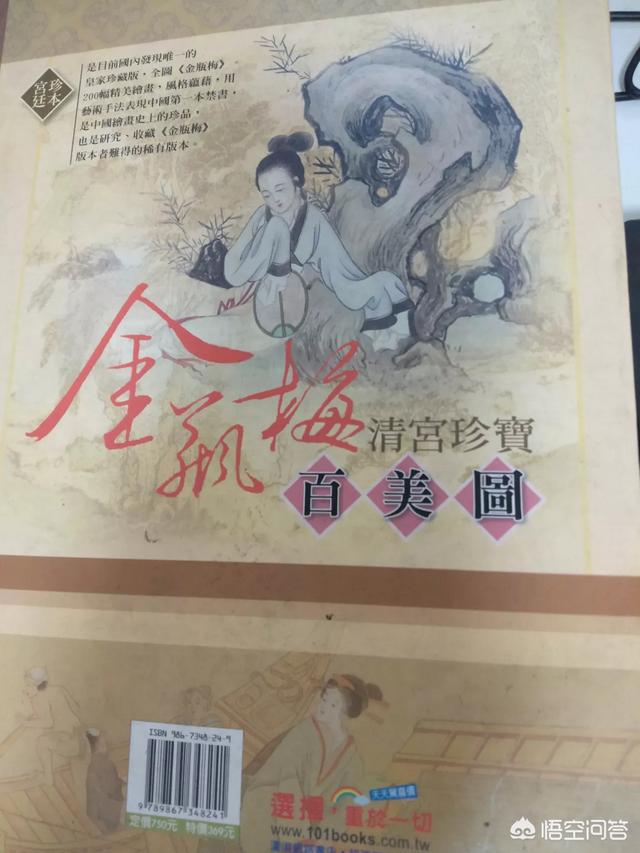 珍本
宮廷
是目前國內發現唯一的
皇家珍藏版，全圖《金瓶梅》
200幅精美繪畫，風格蘊藉，用
藝術手法表現中國第一本禁書，
是中國繪畫史上的珍品，
也是研究、收藏《金瓶梅》
版本者難得的稀有版本。
金瓶梅
清宮珍寶
百美圖
ISBN 986-7348-24-9
9789867348241
定價750元 特價369元
天天驚喜價
選擇，重於一切
www.101books.com.tw
悟空问答